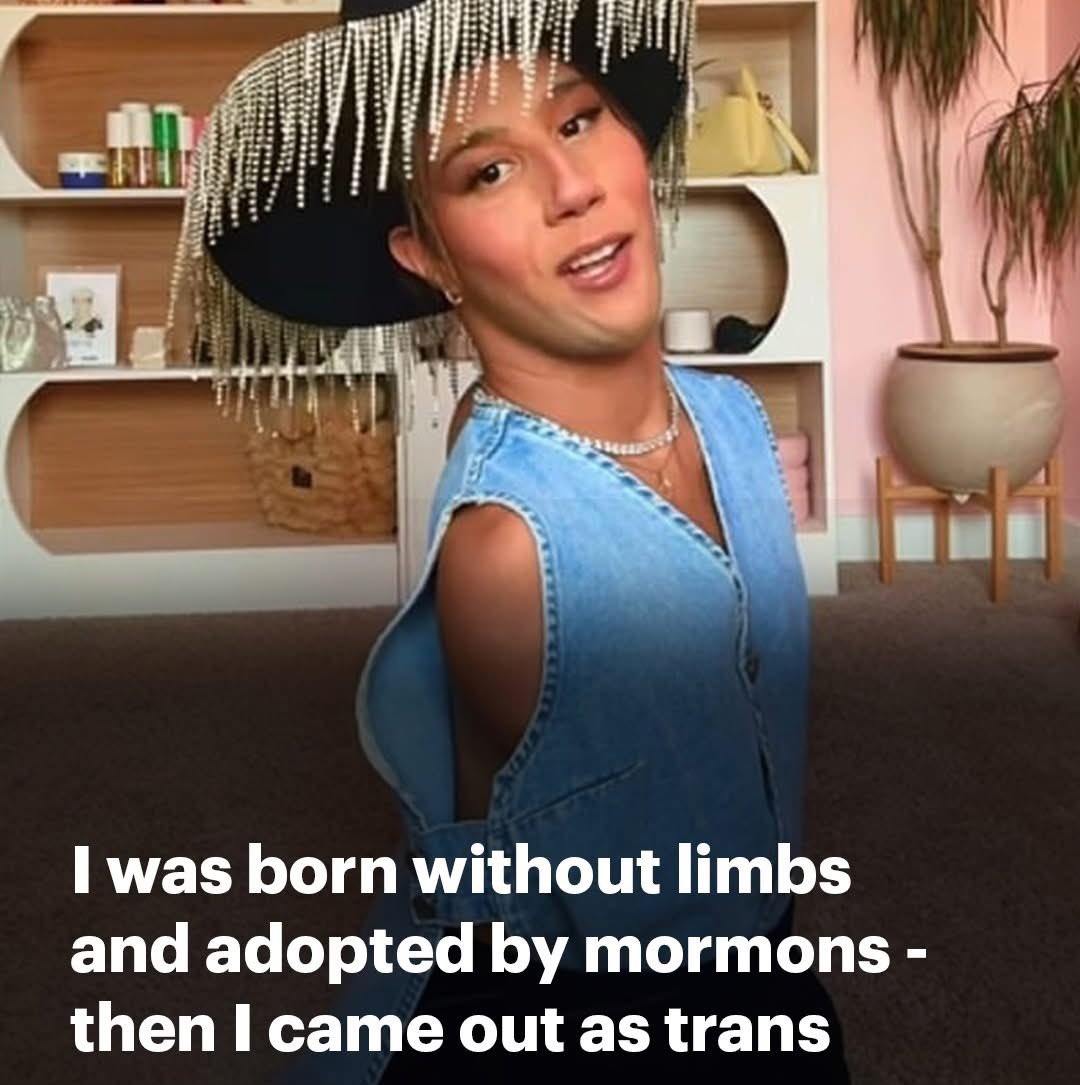 I was born without limbs
and adopted by mormons -
then I came out as trans